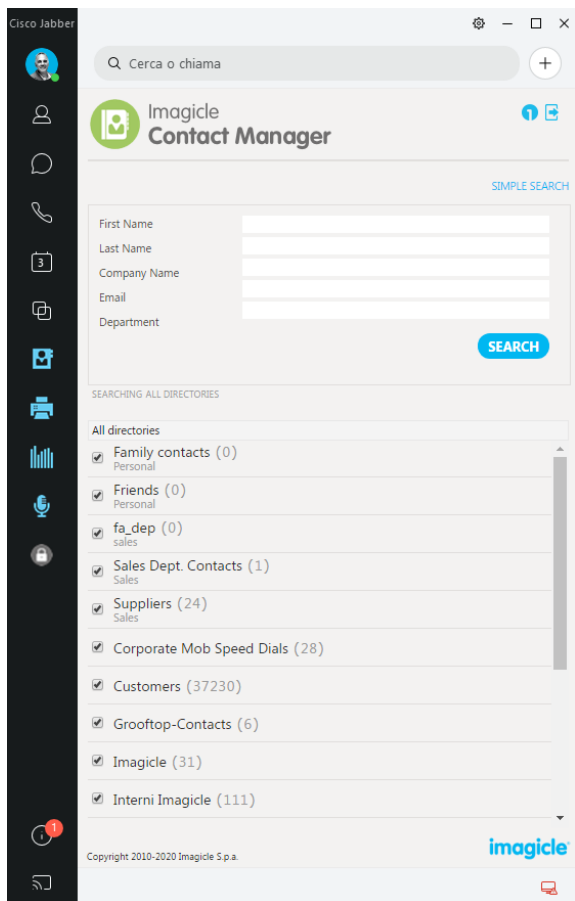 Cisco Jabber
Cerca o chiama
Imagicle
Contact Manager
SIMPLE SEARCH
First Name
Last Name
Company Name
Email
Department
SEARCH
SEARCHING ALL DIRECTORIES
All directories
Family contacts (0)
Personal
Friends (0)
Personal
fa_dep (0)
sales
Sales Dept. Contacts (1)
Sales
Suppliers (24)
Sales
Corporate Mob Speed Dials (28)
Customers (37230)
Grooftop-Contacts (6)
Imagicle (31)
Interni Imagicle (111)
3
1
Copyright 2010-2020 Imagicle S.p.a.
imagicle